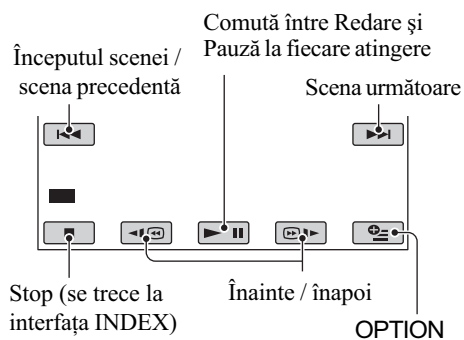 Comută între Redare şi
Pauză la fiecare atingere
Începutul scenei /
scena precedentă
Scena următoare
Stop (se trece la
interfaţa INDEX)
Înainte / înapoi
OPTION